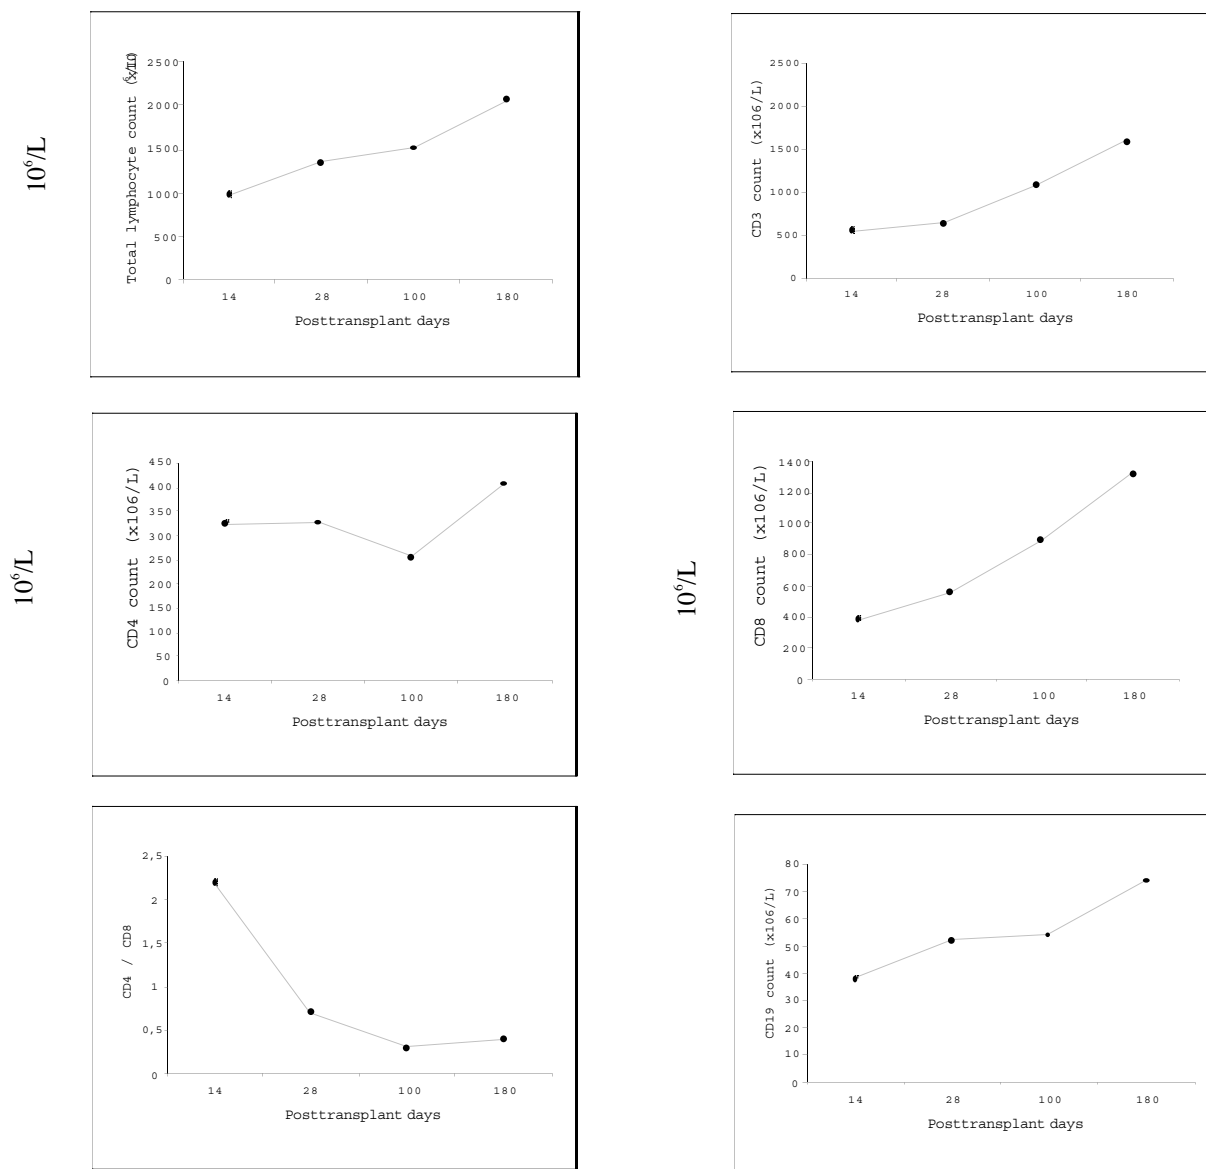 10⁶/L
Total lymphocyte count (x
2500
2000
1500
1000
500
0
14 28 100 180
Posttransplant days
CD3 count (x106/L)
2500
2000
1500
1000
500
0
14 28 100 180
Posttransplant days
10⁶/L
CD4 count (x106/L)
450
400
350
300
250
200
150
100
50
0
14 28 100 180
Posttransplant days
10⁶/L
CD8 count (x106/L)
1400
1200
1000
800
600
400
200
0
14 28 100 180
Posttransplant days
CD4 / CD8
2,5
2
1,5
1
0,5
0
14 28 100 180
Posttransplant days
CD19 count (x106/L)
80
70
60
50
40
30
20
10
0
14 28 100 180
Posttransplant days